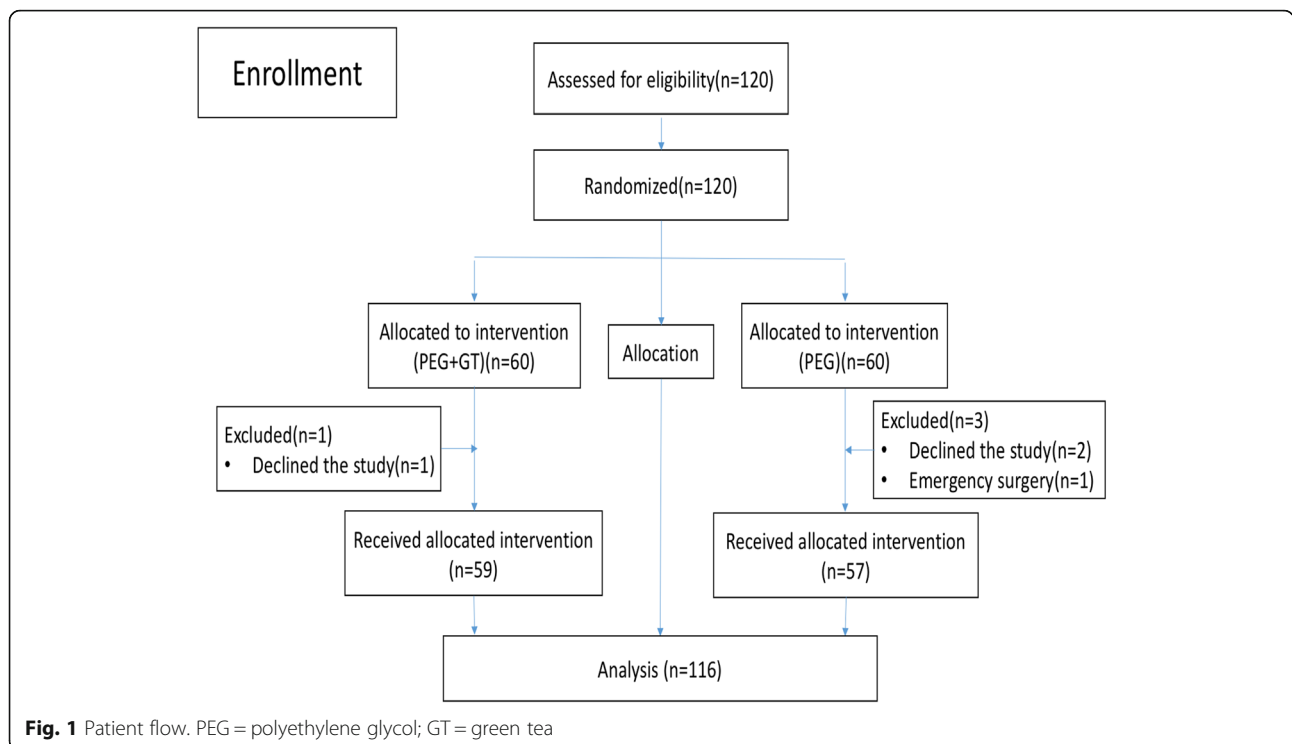 Enrollment
Assessed for eligibility(n=120)
Randomized(n=120)
Allocated to intervention
(PEG+GT)(n=60)
Allocation
Allocated to intervention
(PEG)(n=60)
Excluded(n=1)
• Declined the study(n=1)
Excluded(n=3)
• Declined the study(n=2)
• Emergency surgery(n=1)
Received allocated intervention
(n=59)
Received allocated intervention
(n=57)
Analysis (n=116)
Fig. 1 Patient flow. PEG = polyethylene glycol; GT = green tea